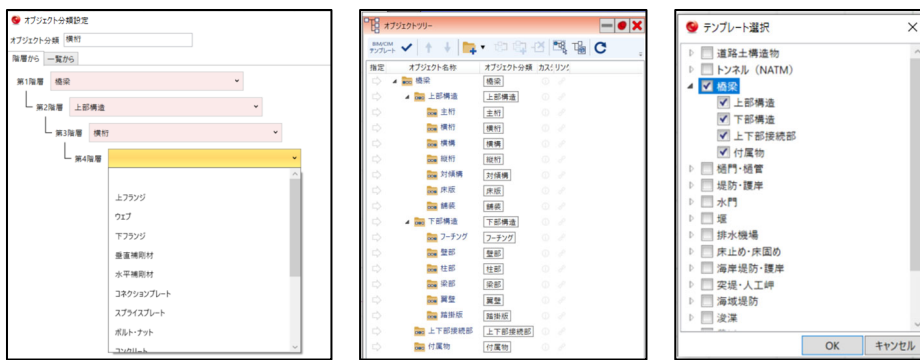 オブジェクト分類設定
オブジェクト分類 横桁
階層から 一覧から
第1階層 橋梁
第2階層 上部構造
第3階層 横桁
第4階層
上フランジ
ウェブ
下フランジ
垂直補剛材
水平補剛材
コネクションプレート
スプライスプレート
ボルト・ナット
コンクリート
オブジェクトツリー
BIM/CIM
テンプレート
指定 オブジェクト名称 オブジェクト分類 カスﾞ リンク
橋梁 橋梁
上部構造 上部構造
主桁 主桁
横桁 横桁
横構 横構
縦桁 縦桁
対傾構 対傾構
床版 床版
舗装 舗装
下部構造 下部構造
フーチング フーチング
竪部 竪部
柱部 柱部
梁部 梁部
翼壁 翼壁
踏掛版 踏掛版
上下部接続部 上下部接続部
付属物 付属物
テンプレート選択
道路土構造物
トンネル（NATM）
橋梁
上部構造
下部構造
上下部接続部
付属物
樋門・樋管
堤防・護岸
水門
堰
排水機場
床止め・床固め
海岸堤防・護岸
突堤・人工岬
海域堤防
浚渫
OK キャンセル